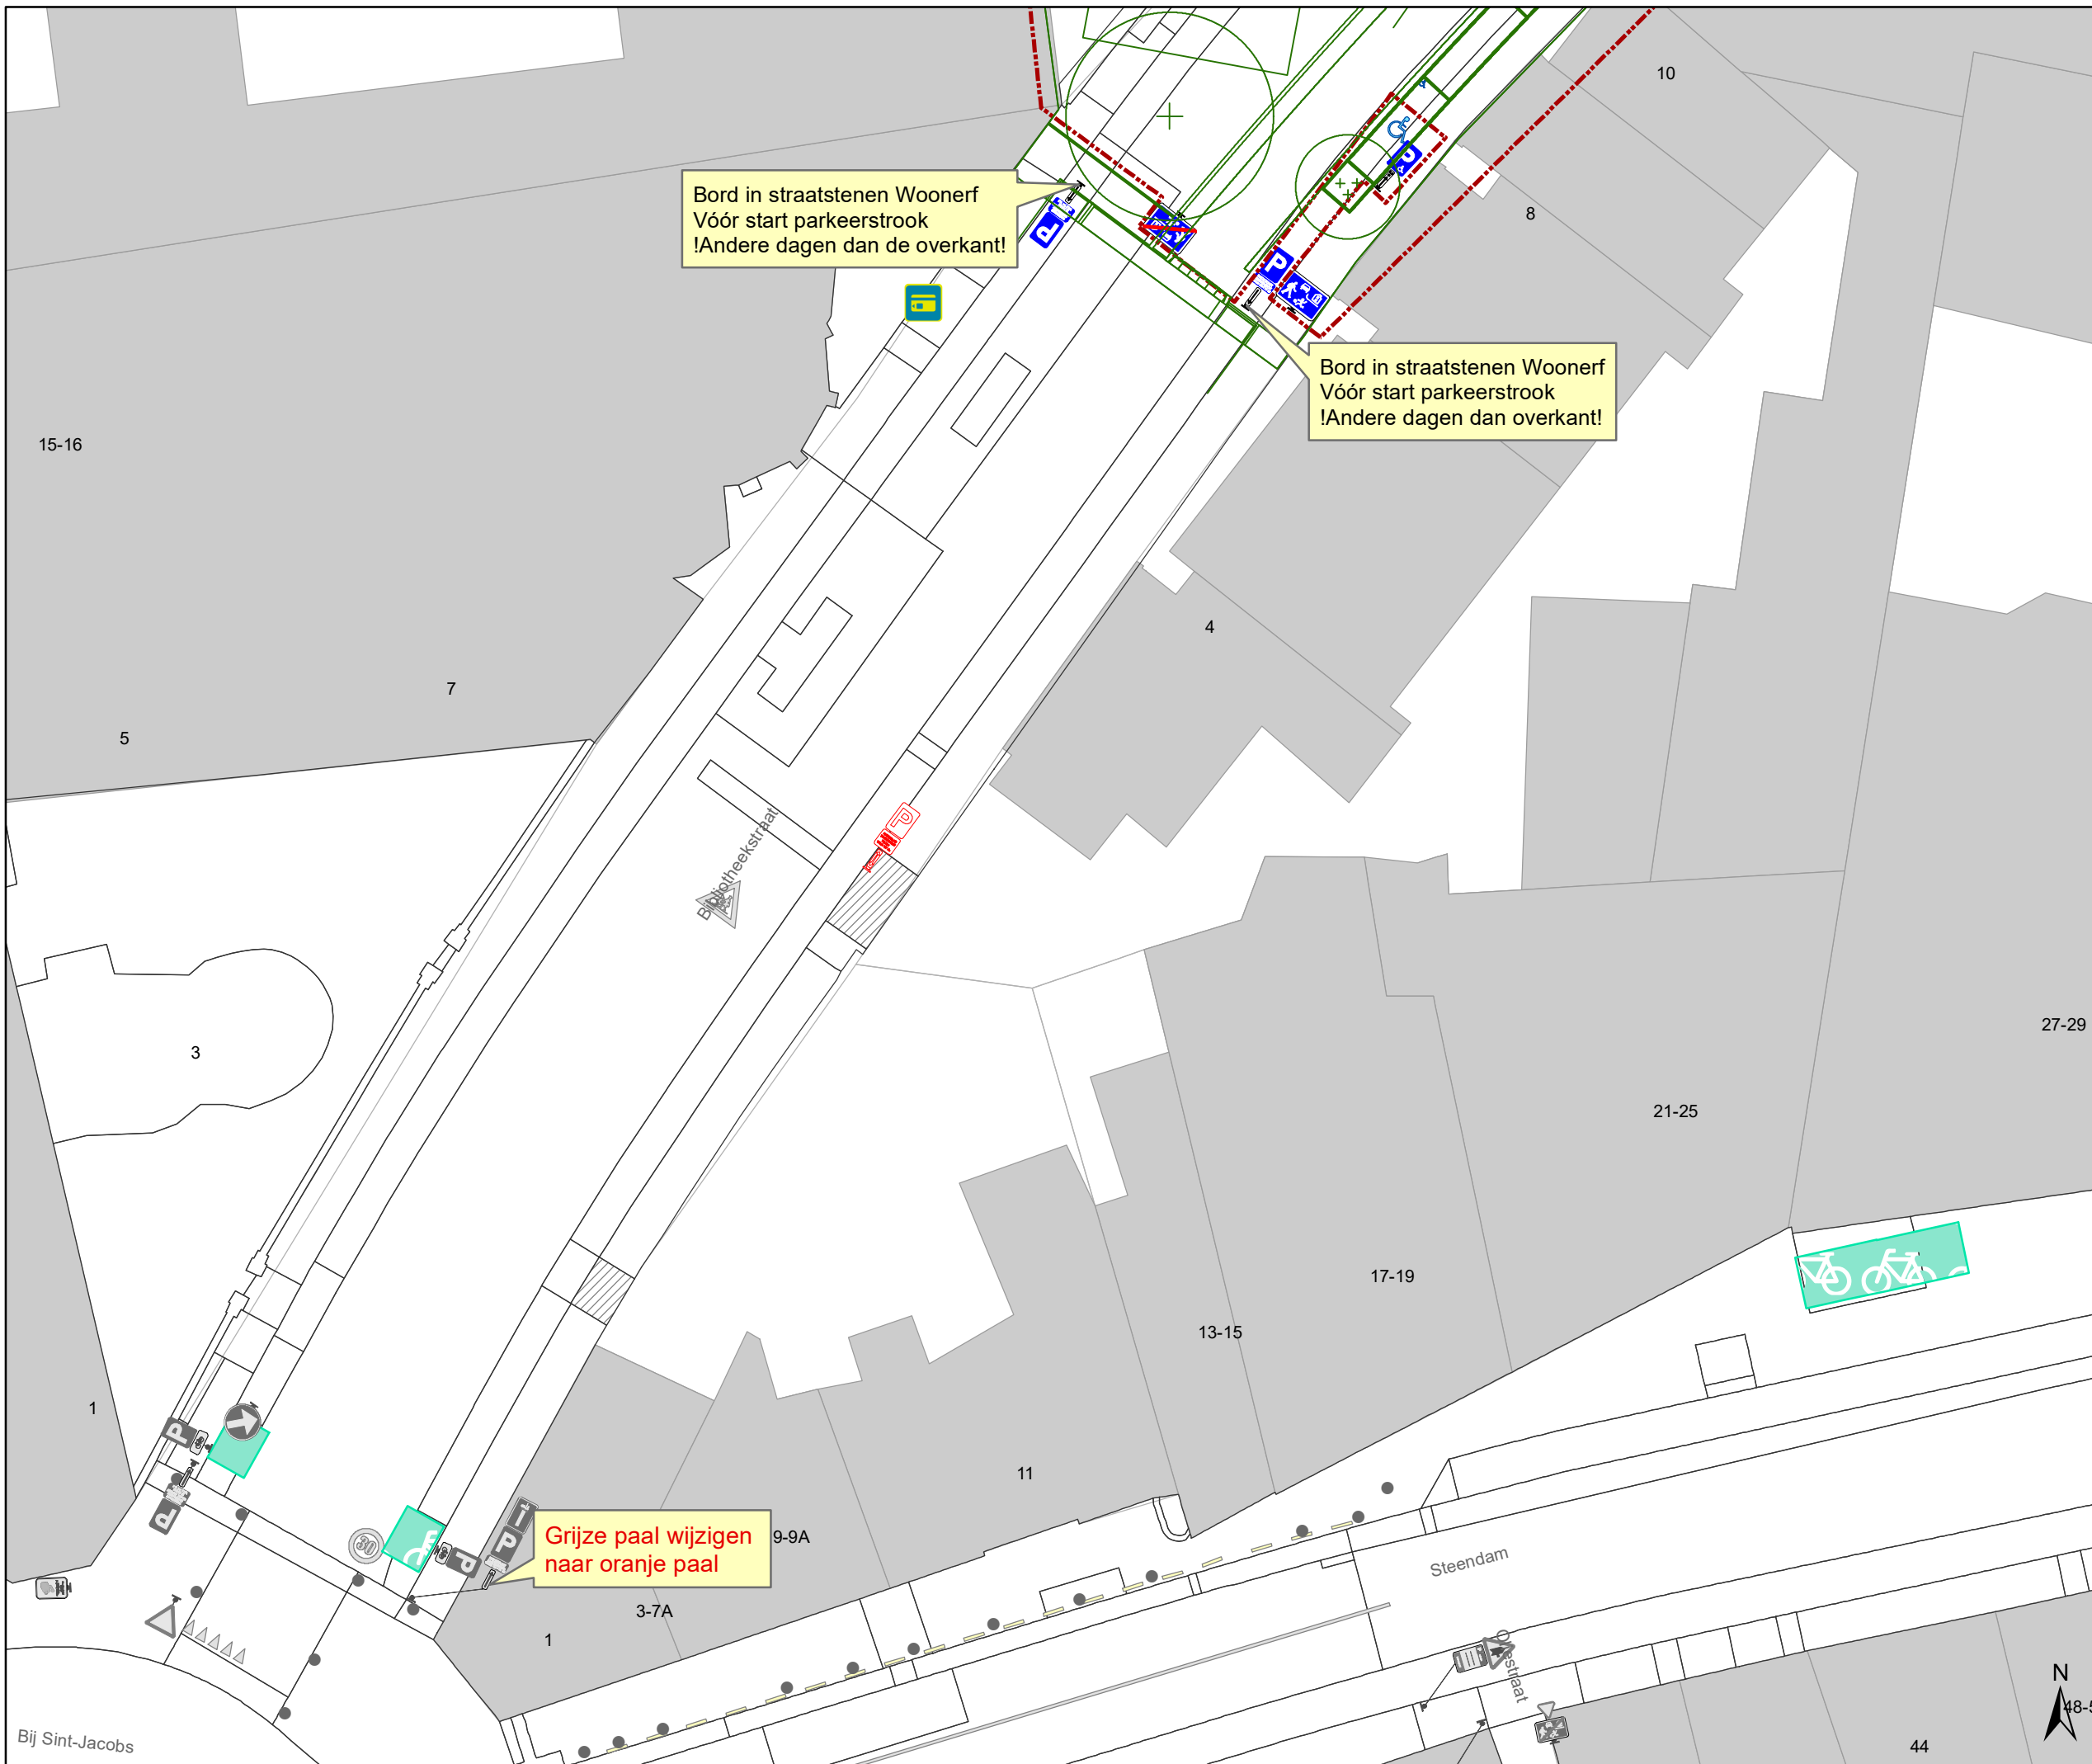 10
Bord in straatstenen Woonerf
Vóór start parkeerstrook
!Andere dagen dan de overkant!
P
P
8
P
Bord in straatstenen Woonerf
Vóór start parkeerstrook
!Andere dagen dan overkant!
15-16
4
7
5
P
Bibliotheekstraat
27-29
3
21-25
17-19
13-15
1
P
11
P
30
P
P
Grijze paal wijzigen
naar oranje paal
9-9A
Steendam
3-7A
1
N
48-5
Bij Sint-Jacobs
44